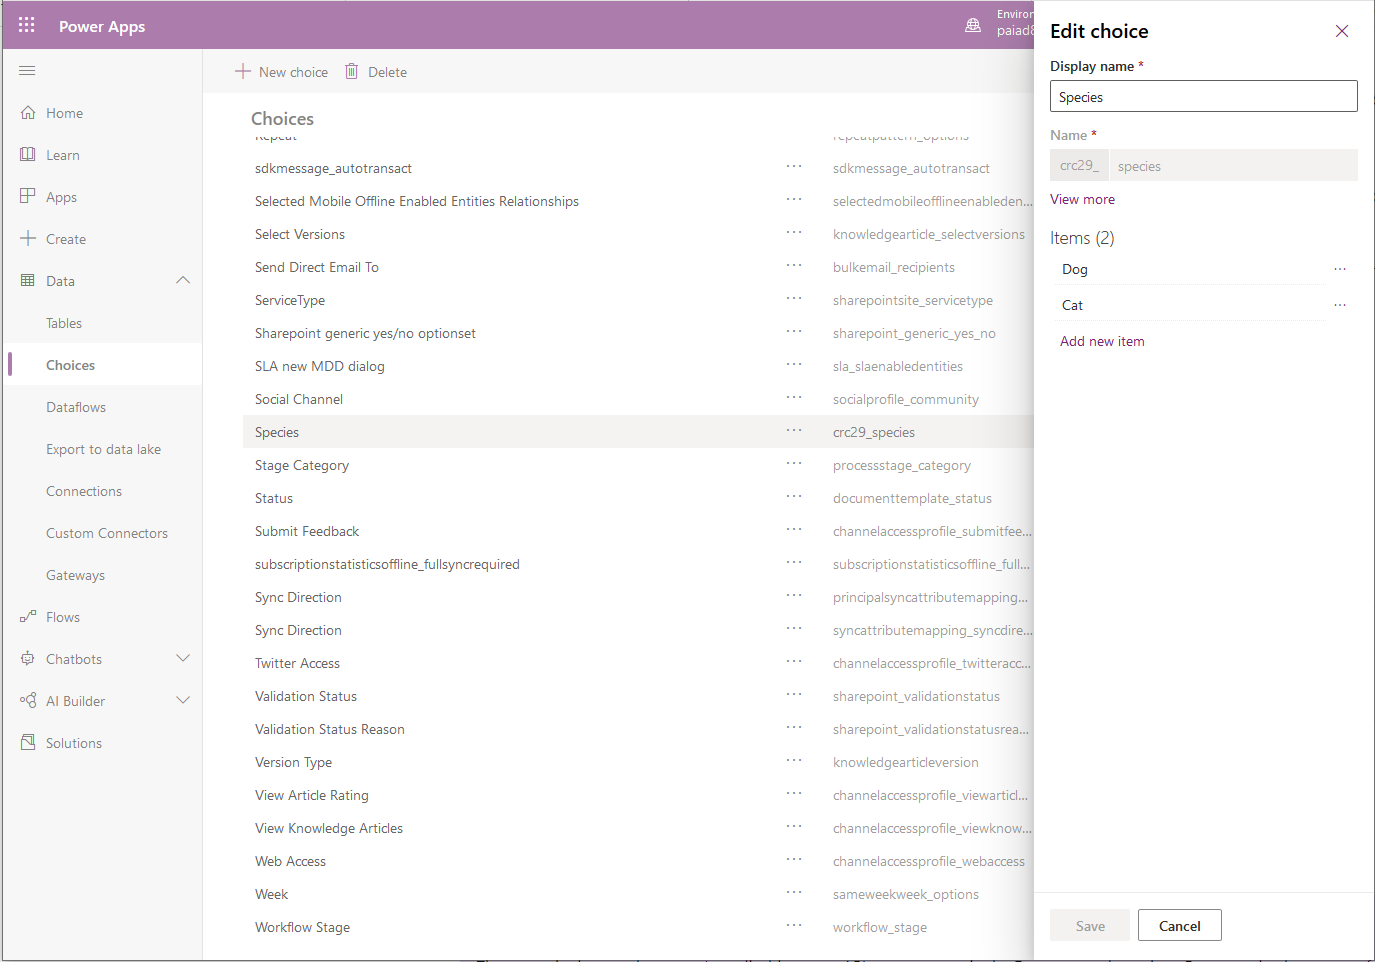 Power Apps
Environ
paiad8
Home
Learn
Apps
Create
Data
Tables
Choices
Dataflows
Export to data lake
Connections
Custom Connectors
Gateways
Flows
Chatbots
AI Builder
Solutions
New choice
Delete
Choices
Repeat repeatpattern_options
sdkmessage_autotransact ... sdkmessage_autotransact
Selected Mobile Offline Enabled Entities Relationships ... selectedmobileofflineenableden...
Select Versions ... knowledgearticle_selectversions
Send Direct Email To ... bulkemail_recipients
ServiceType ... sharepointsite_servicetype
Sharepoint generic yes/no optionset ... sharepoint_generic_yes_no
SLA new MDD dialog ... sla_slaenabledentities
Social Channel ... socialprofile_community
Species ... crc29_species
Stage Category ... processstage_category
Status ... documenttemplate_status
Submit Feedback ... channelaccessprofile_submitfee...
subscriptionstatisticsoffline_fullsyncrequired ... subscriptionstatisticsoffline_full...
Sync Direction ... principalsyncattributemapping...
Sync Direction ... syncattributemapping_syncdire...
Twitter Access ... channelaccessprofile_twitteracc...
Validation Status ... sharepoint_validationstatus
Validation Status Reason ... sharepoint_validationstatusrea...
Version Type ... knowledgearticleversion
View Article Rating ... channelaccessprofile_viewarticl...
View Knowledge Articles ... channelaccessprofile_viewknow...
Web Access ... channelaccessprofile_webaccess
Week ... sameweekweek_options
Workflow Stage ... workflow_stage
Edit choice
Display name *
Species
Name *
crc29_ species
View more
Items (2)
Dog ...
Cat ...
Add new item
Save Cancel